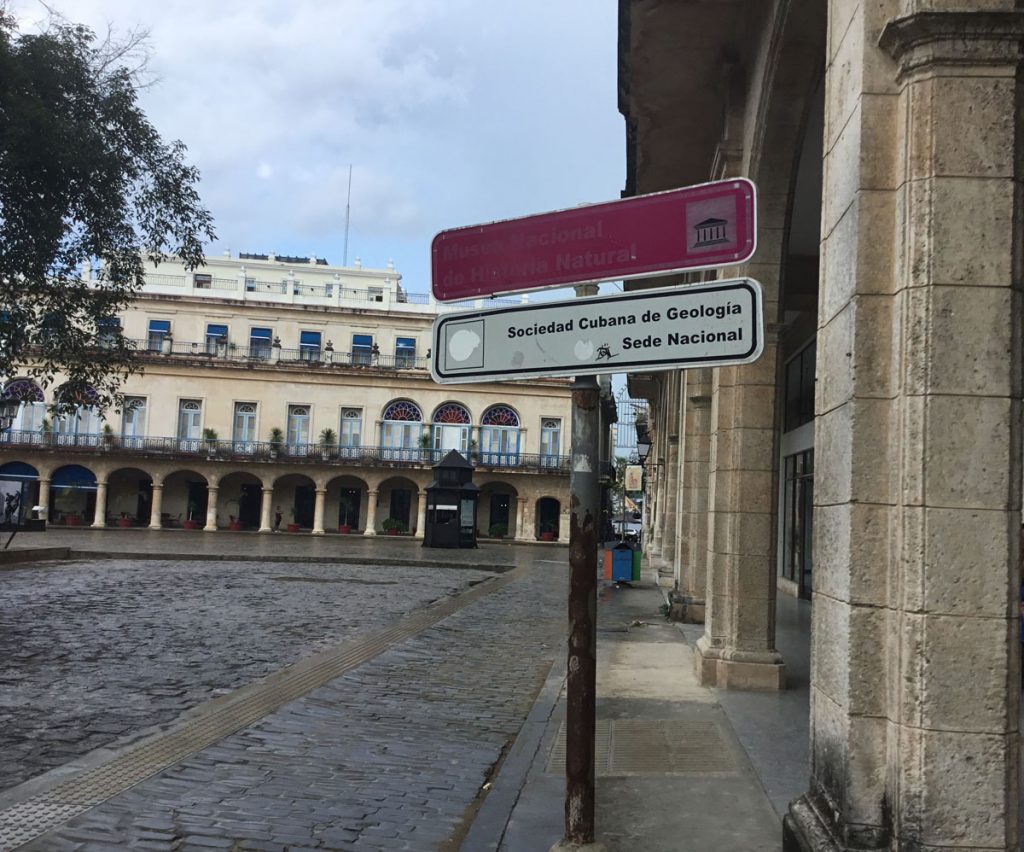 Museo Nacional
de Historia Natural
Sociedad Cubana de Geología
Sede Nacional